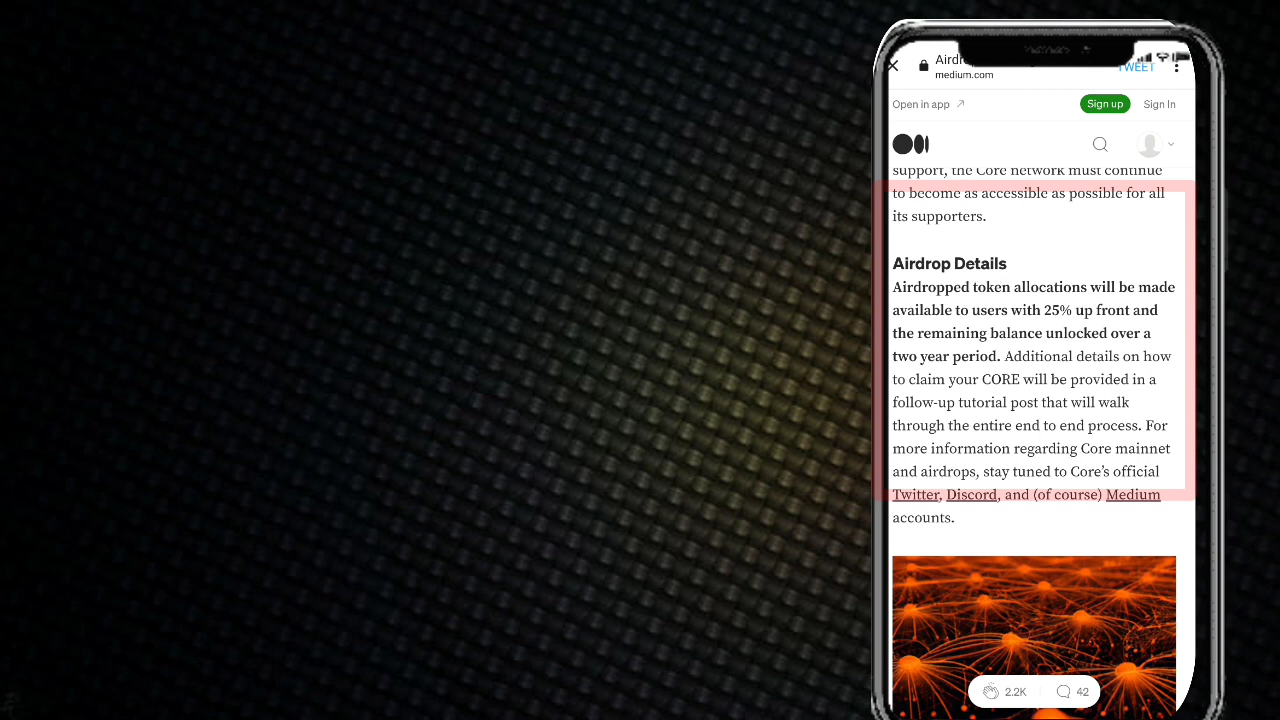 Airdr
TWEET
medium.com
Open in app
Sign up
Sign In
support, the Core network must continue
to become as accessible as possible for all
its supporters.
Airdrop Details
Airdropped token allocations will be made
available to users with 25% up front and
the remaining balance unlocked over a
two year period. Additional details on how
to claim your CORE will be provided in a
follow-up tutorial post that will walk
through the entire end to end process. For
more information regarding Core mainnet
and airdrops, stay tuned to Core’s official
Twitter, Discord, and (of course) Medium
accounts.
2.2K
42